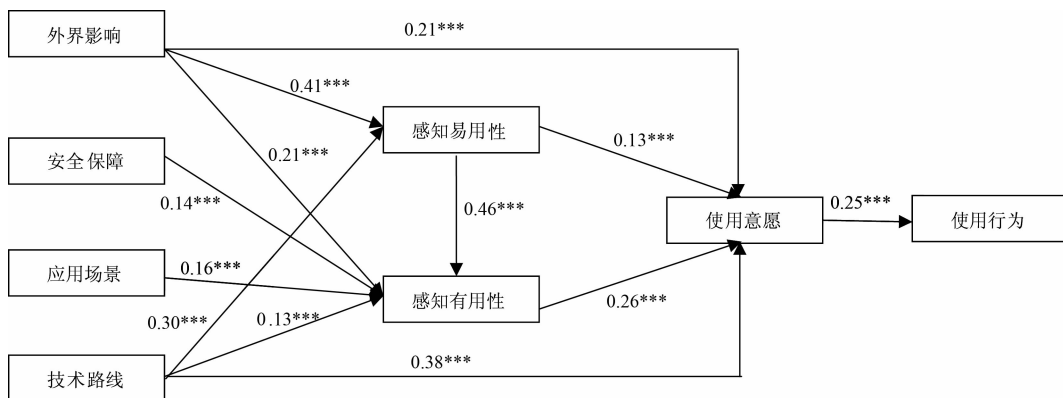 外界影响
0.21***
0.41***
感知易用性
安全保障
0.21***
0.13***
0.14***
0.46***
使用意愿
0.25***
使用行为
应用场景
0.16***
感知有用性
0.26***
0.30***
0.13***
技术路线
0.38***